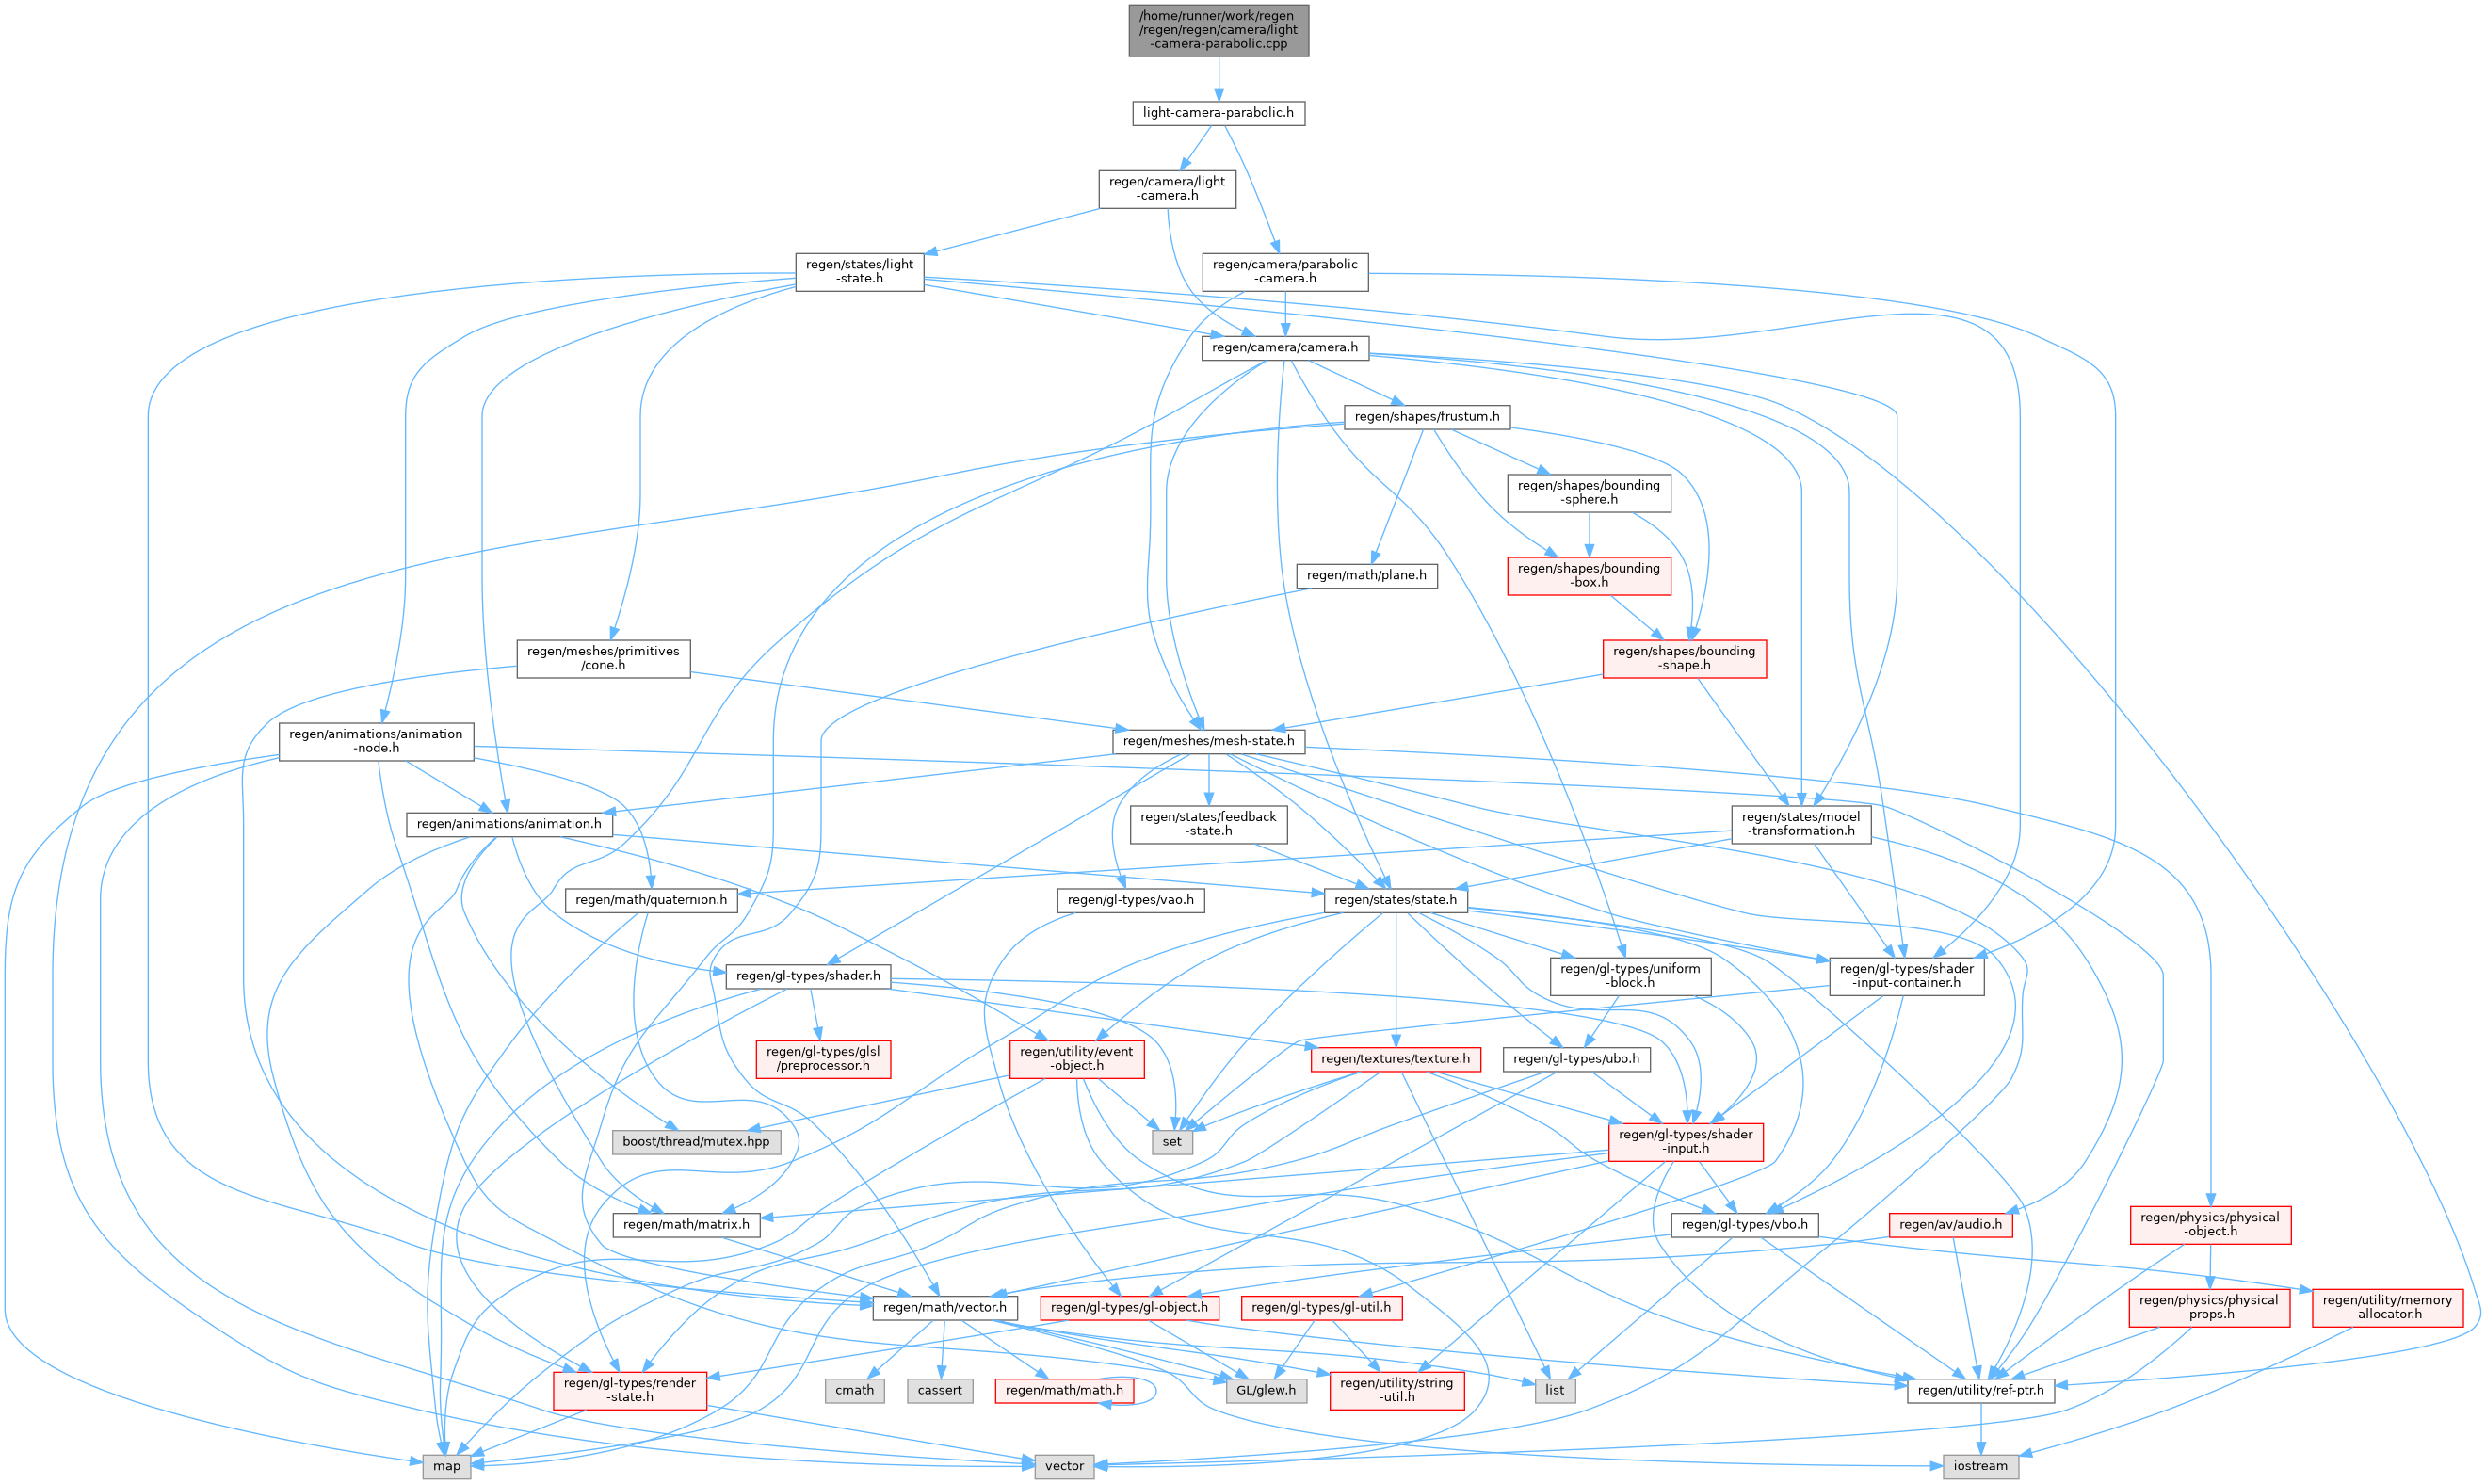 /home/runner/work/regen
/regen/regen/camera/light
-camera-parabolic.cpp
light-camera-parabolic.h
regen/camera/light
-camera.h
regen/states/light
-state.h
regen/camera/parabolic
-camera.h
regen/camera/camera.h
regen/shapes/frustum.h
regen/shapes/bounding
-sphere.h
regen/math/plane.h
regen/shapes/bounding
-box.h
regen/meshes/primitives
/cone.h
regen/shapes/bounding
-shape.h
regen/animations/animation
-node.h
regen/meshes/mesh-state.h
regen/animations/animation.h
regen/states/feedback
-state.h
regen/states/model
-transformation.h
regen/math/quaternion.h
regen/gl-types/vao.h
regen/states/state.h
regen/gl-types/shader.h
regen/gl-types/uniform
-block.h
regen/gl-types/shader
-input-container.h
regen/gl-types/glsl
/preprocessor.h
regen/utility/event
-object.h
regen/textures/texture.h
regen/gl-types/ubo.h
boost/thread/mutex.hpp
set
regen/gl-types/shader
-input.h
regen/math/matrix.h
regen/gl-types/vbo.h
regen/av/audio.h
regen/physics/physical
-object.h
regen/math/vector.h
regen/gl-types/gl-object.h
regen/gl-types/gl-util.h
regen/physics/physical
-props.h
regen/utility/memory
-allocator.h
regen/gl-types/render
-state.h
cmath
cassert
regen/math/math.h
GL/glew.h
regen/utility/string
-util.h
list
regen/utility/ref-ptr.h
map
vector
iostream